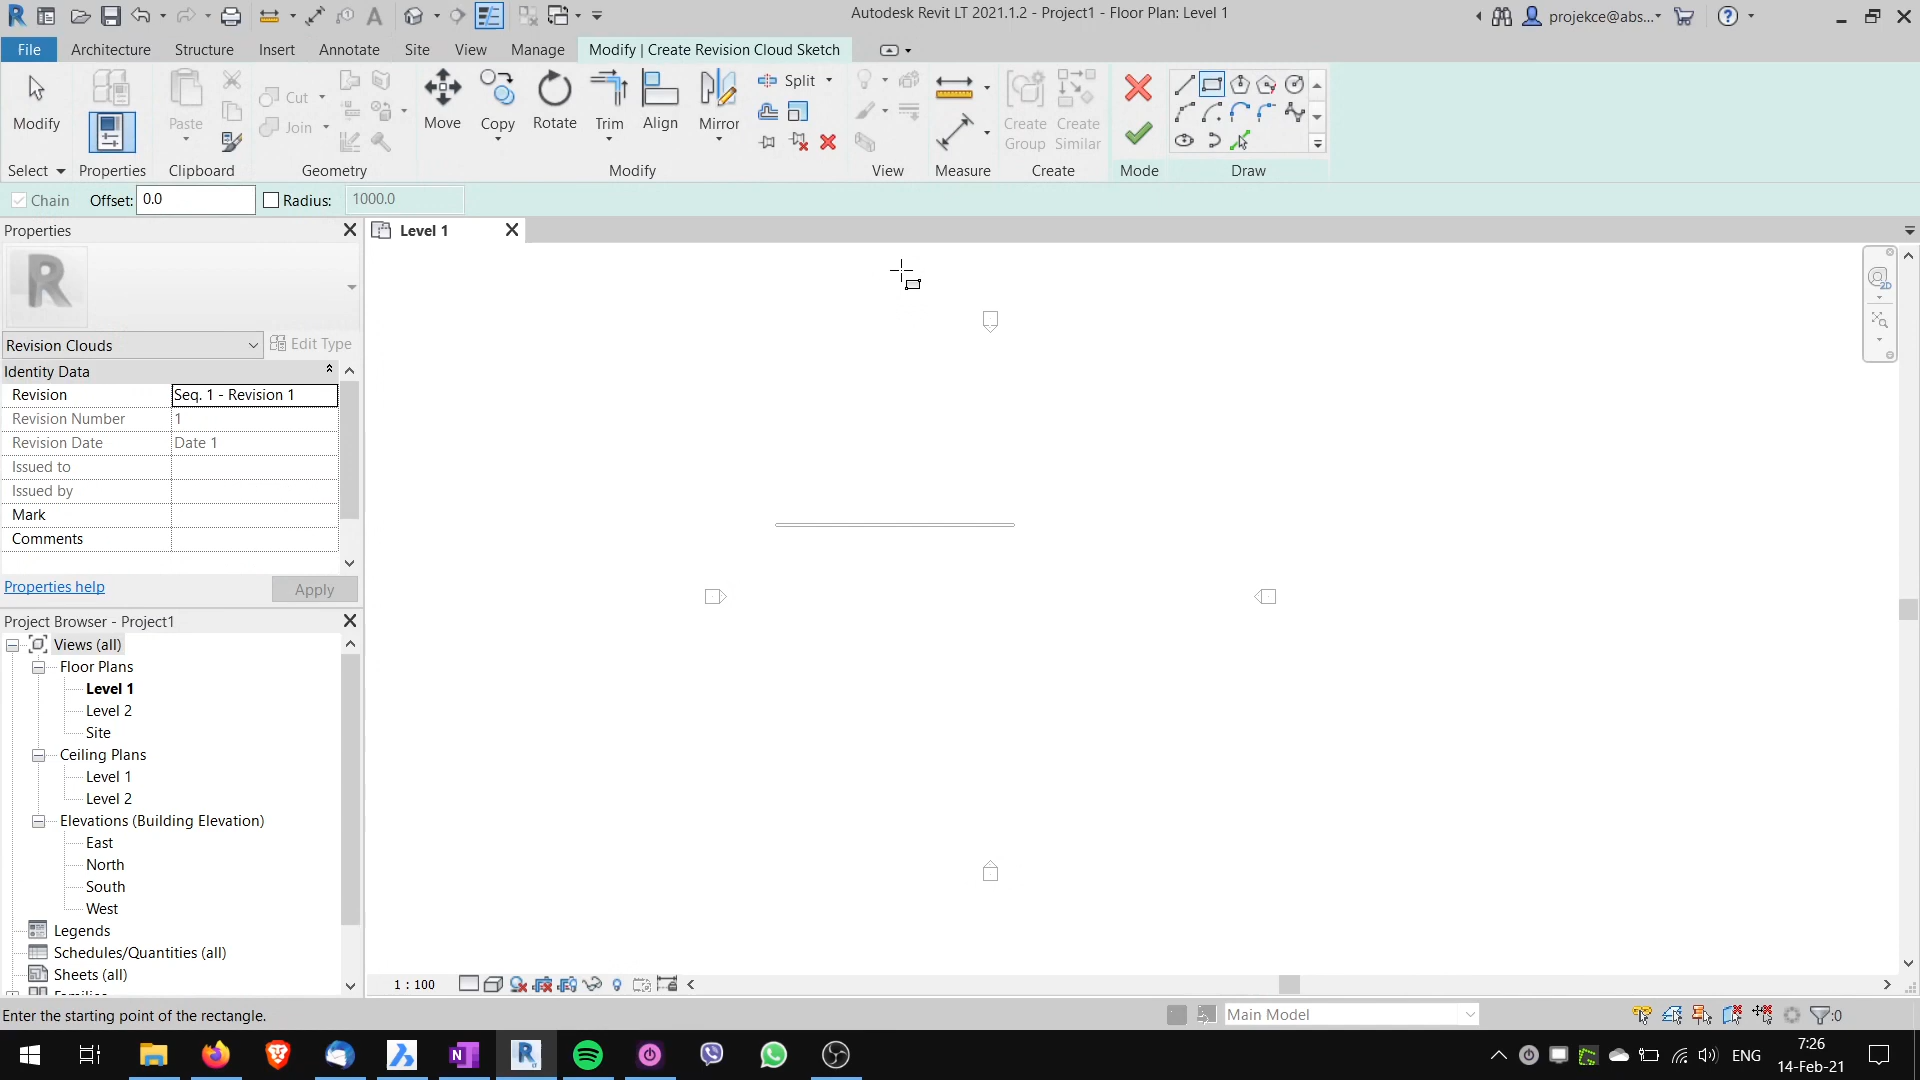 Autodesk Revit LT 2021.1.2 - Project1 - Floor Plan: Level 1
projekce@abs...
File Architecture Structure Insert Annotate Site View Manage Modify | Create Revision Cloud Sketch
Modify
Paste
Cut
Join
Move
Copy
Rotate
Trim
Align
Mirror
Split
Create Group
Create Similar
Select Properties Clipboard Geometry Modify View Measure Create Mode Draw
Chain Offset: 0.0 Radius: 1000.0
Properties
Level 1
R
Revision Clouds
Edit Type
Identity Data
Revision Seq. 1 - Revision 1
Revision Number 1
Revision Date Date 1
Issued to
Issued by
Mark
Comments
Properties help
Apply
Project Browser - Project1
Views (all)
Floor Plans
Level 1
Level 2
Site
Ceiling Plans
Level 1
Level 2
Elevations (Building Elevation)
East
North
South
West
Legends
Schedules/Quantities (all)
Sheets (all)
2D
1 : 100
Enter the starting point of the rectangle.
Main Model
:0
ENG
7:26
14-Feb-21